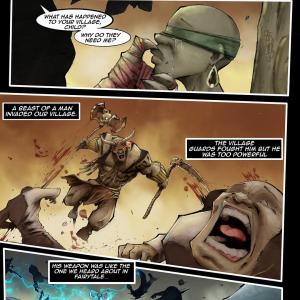 WHAT HAS HAPPENED
TO YOUR VILLAGE,
CHILD?
WHY DO THEY
NEED ME?
A BEAST OF A MAN
INVADED OUR VILLAGE.
THE VILLAGE
GUARDS FOUGHT HIM BUT HE
WAS TOO POWERFUL
HIS WEAPON WAS LIKE
THE ONE WE HEARD ABOUT IN
FAIRYTALE.